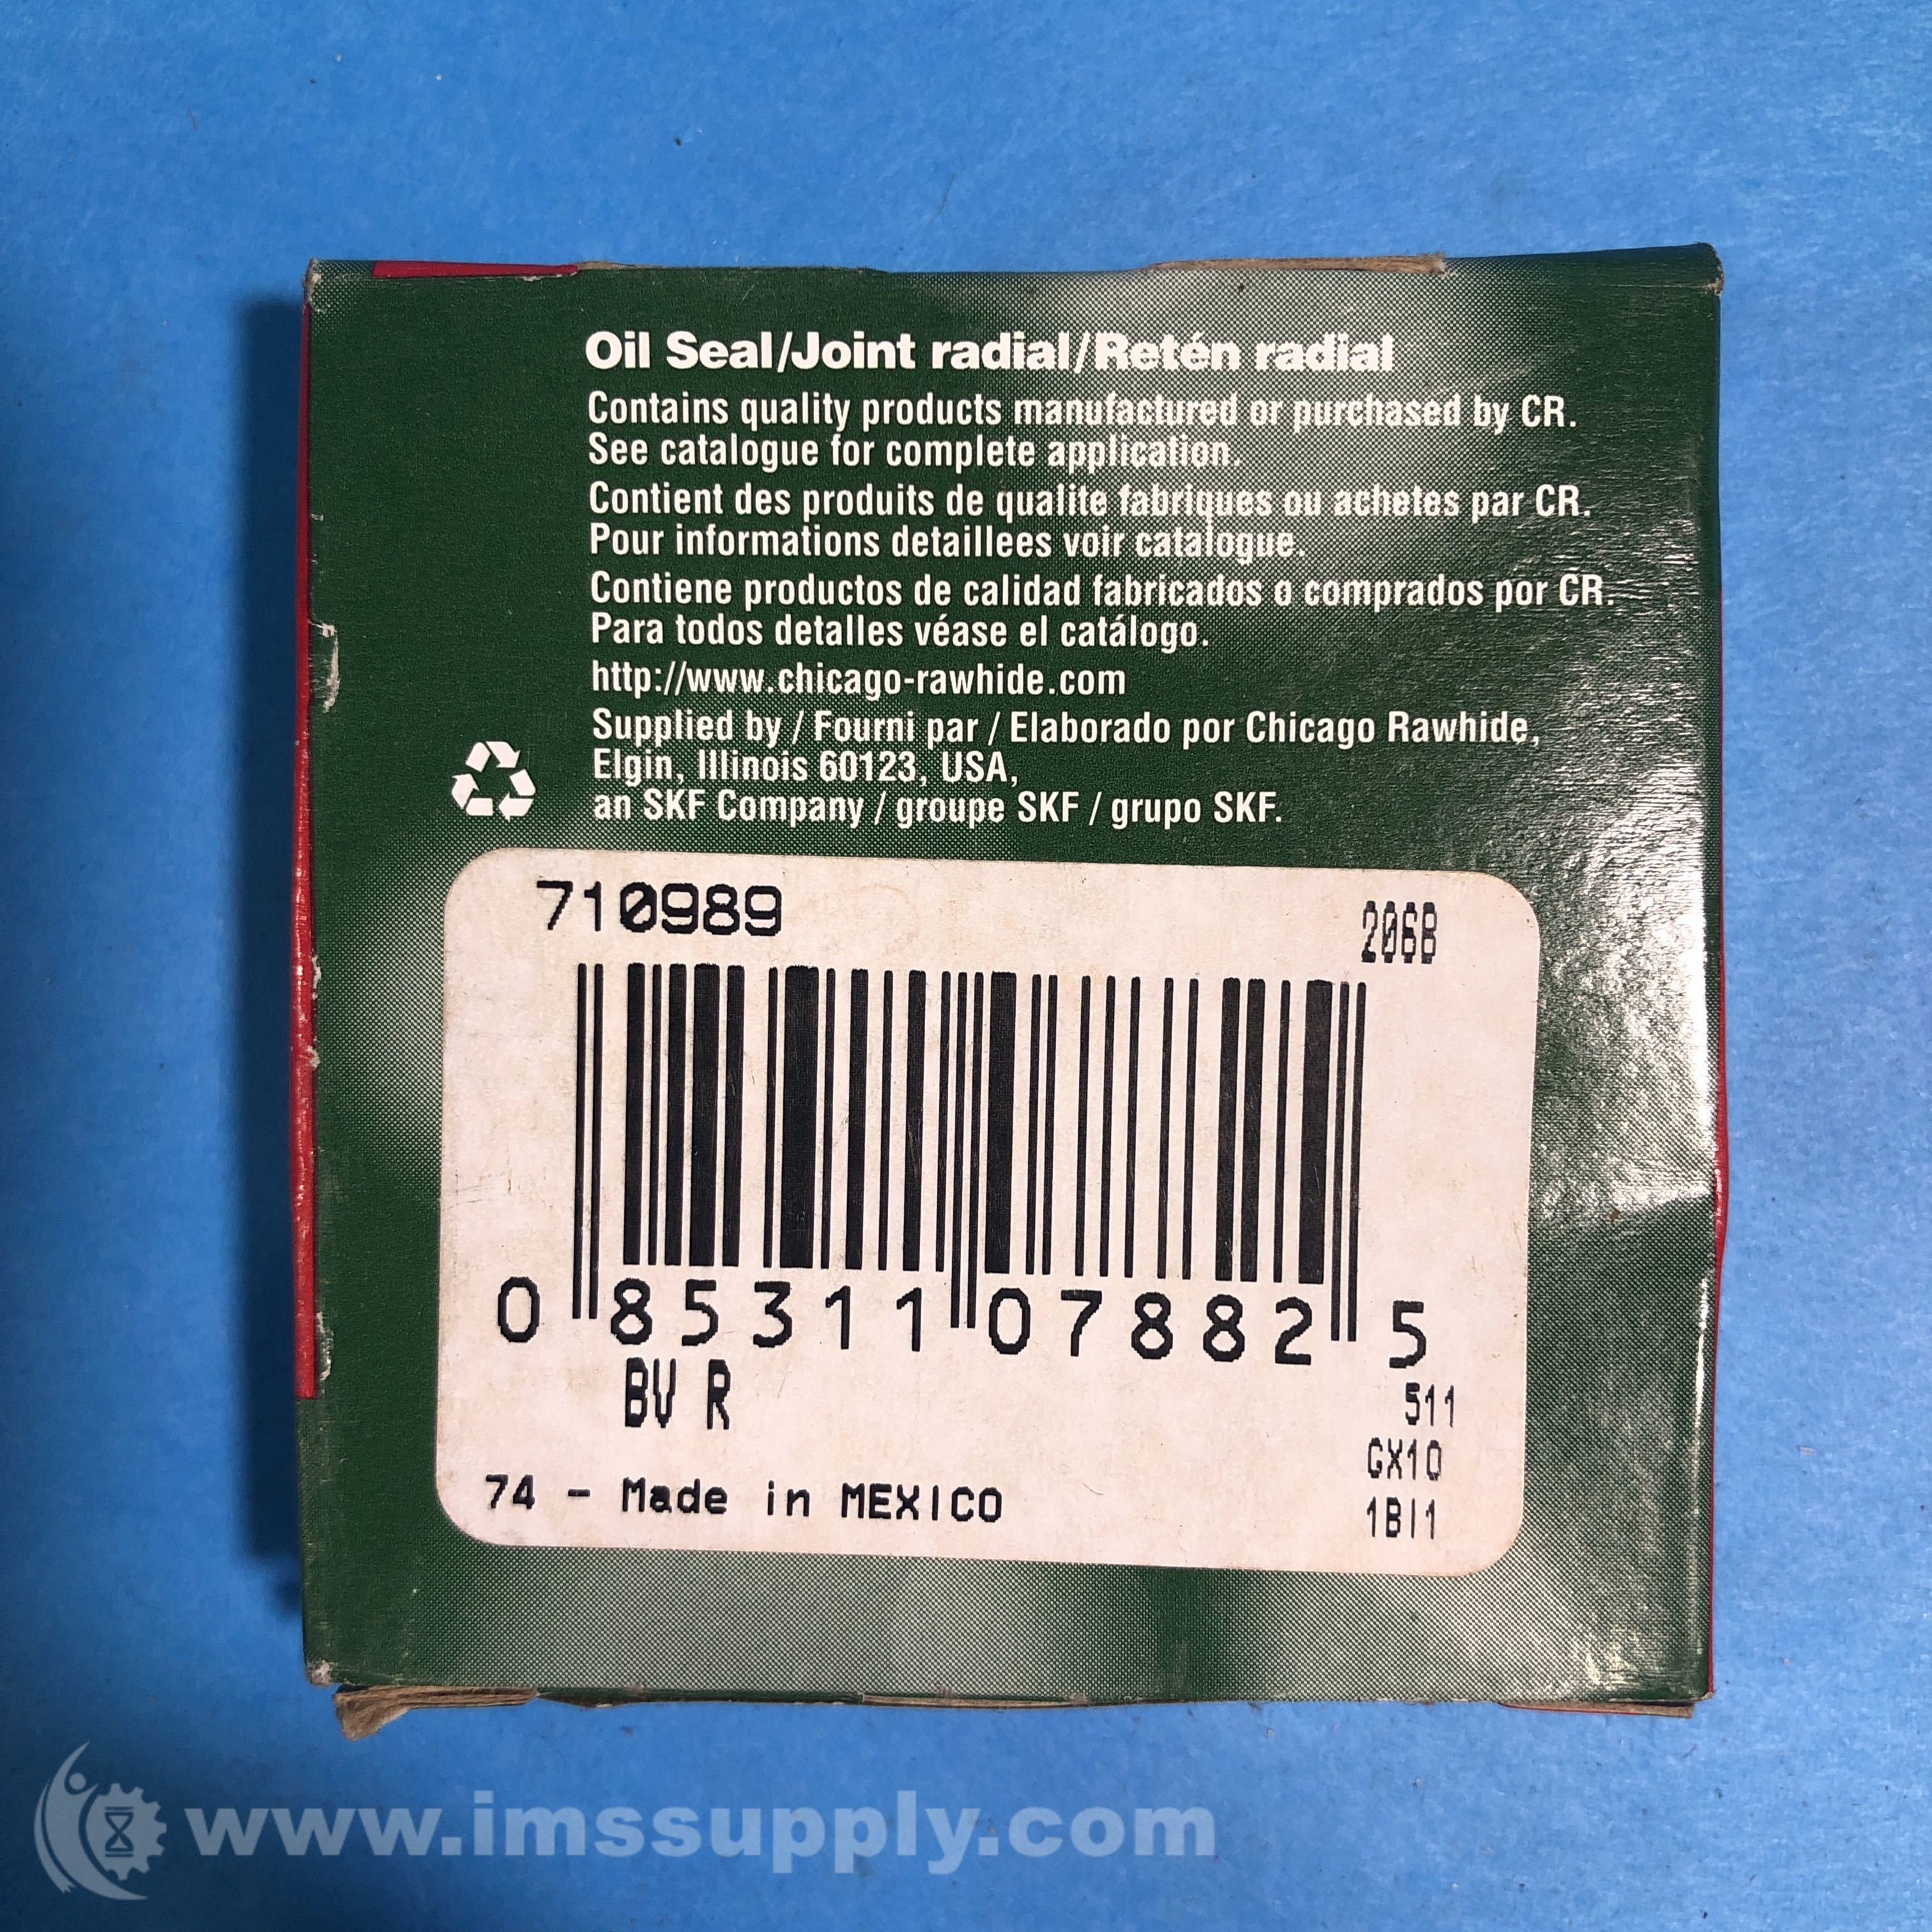 Oil Seal/Joint radial/Retén radial
Contains quality products manufactured or purchased by CR.
See catalogue for complete application.
Contient des produits de qualite fabriques ou achetes par CR.
Pour informations detaillees voir catalogue.
Contiene productos de calidad fabricados o comprados por CR.
Para todos detalles véase el catálogo.
http://www.chicago-rawhide.com
Supplied by / Fourni par / Elaborado por Chicago Rawhide,
Elgin, Illinois 60123, USA,
an SKF Company / groupe SKF / grupo SKF.
710989
206B
0 85311 07882 5
BV R
511
GX10
74 - Made in MEXICO
1BI1
www.imssupply.com